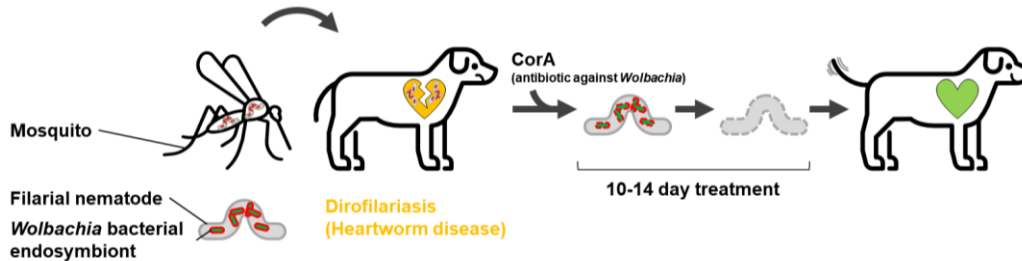 CorA
(antibiotic against Wolbachia)
Mosquito
10-14 day treatment
Filarial nematode
Wolbachia bacterial
endosymbiont
Dirofilariasis
(Heartworm disease)